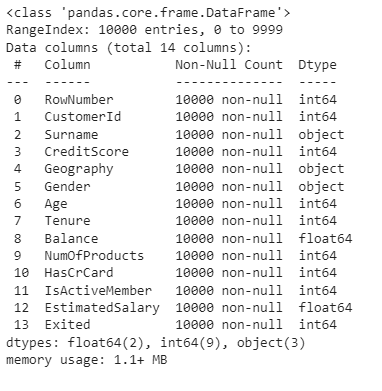 <class 'pandas.core.frame.DataFrame'>
RangeIndex: 10000 entries, 0 to 9999
Data columns (total 14 columns):
 #   Column           Non-Null Count  Dtype
---  ------           --------------  -----
 0   RowNumber        10000 non-null  int64
 1   CustomerId       10000 non-null  int64
 2   Surname          10000 non-null  object
 3   CreditScore      10000 non-null  int64
 4   Geography        10000 non-null  object
 5   Gender           10000 non-null  object
 6   Age              10000 non-null  int64
 7   Tenure           10000 non-null  int64
 8   Balance          10000 non-null  float64
 9   NumOfProducts    10000 non-null  int64
 10  HasCrCard        10000 non-null  int64
 11  IsActiveMember   10000 non-null  int64
 12  EstimatedSalary  10000 non-null  float64
 13  Exited           10000 non-null  int64
dtypes: float64(2), int64(9), object(3)
memory usage: 1.1+ MB